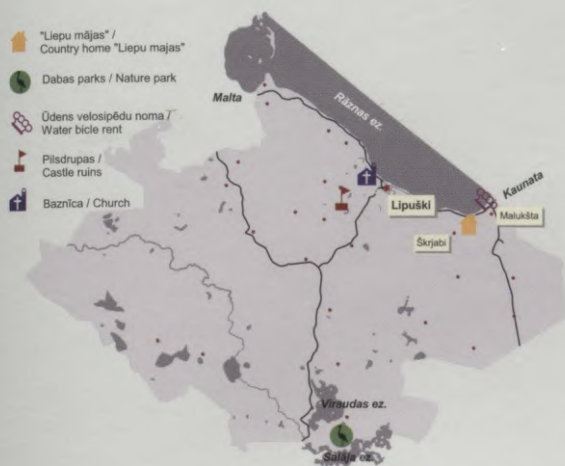 "Liepu mājas" /
Country home "Liepu majas"
Dabas parks / Nature park
Ūdens velosipēdu noma /
Water bicle rent
Pilsdrupas /
Castle ruins
Baznīca / Church
Malta
Rāznas ez.
Kaunata
Lipuški
Malukšta
Škrjabi
Viraudas ez.
Salāja ez.